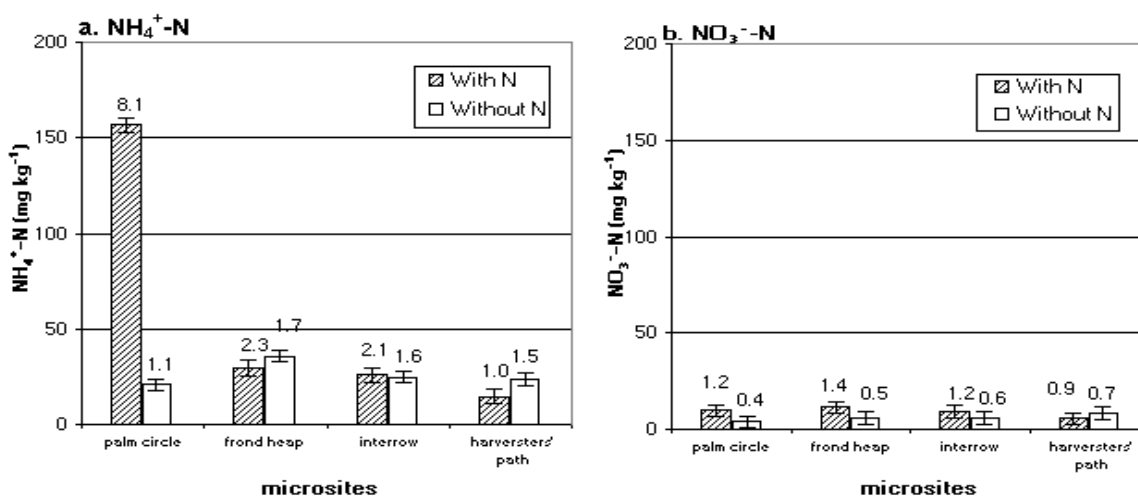 a. NH₄⁺-N
NH₄⁺-N (mg kg⁻¹)
200
150
100
50
0
With N
Without N
8.1
1.1
2.3
1.7
2.1
1.6
1.0
1.5
palm circle
frond heap
interrow
harversters'
path
microsites
b. NO₃⁻-N
NO₃⁻-N (mg kg⁻¹)
200
150
100
50
0
With N
Without N
1.2
0.4
1.4
0.5
1.2
0.6
0.9
0.7
palm circle
frond heap
interrow
harversters'
path
microsites